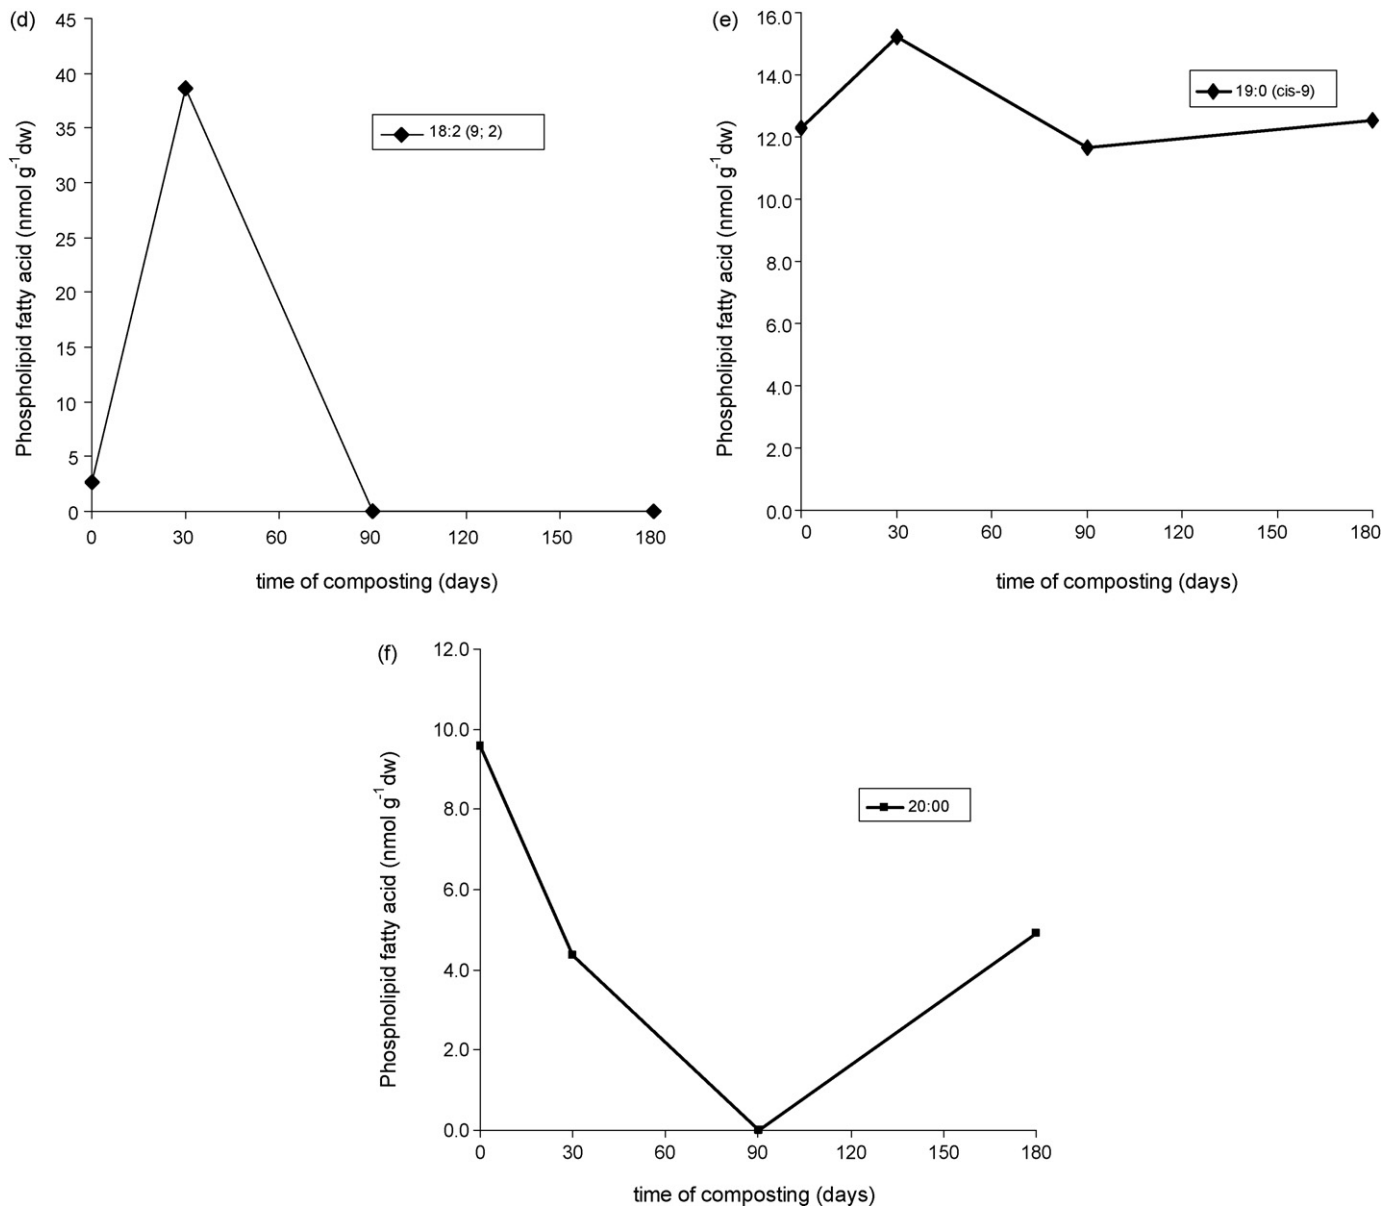 (d)
45
40
35
30
25
20
15
10
5
0
Phospholipid fatty acid (nmol g⁻¹dw)
18:2 (9; 2)
0 30 60 90 120 150 180
time of composting (days)
(e)
16.0
14.0
12.0
10.0
8.0
6.0
4.0
2.0
0.0
Phospholipid fatty acid (nmol g⁻¹dw)
19:0 (cis-9)
0 30 60 90 120 150 180
time of composting (days)
(f)
12.0
10.0
8.0
6.0
4.0
2.0
0.0
Phospholipid fatty acid (nmol g⁻¹dw)
20:00
0 30 60 90 120 150 180
time of composting (days)